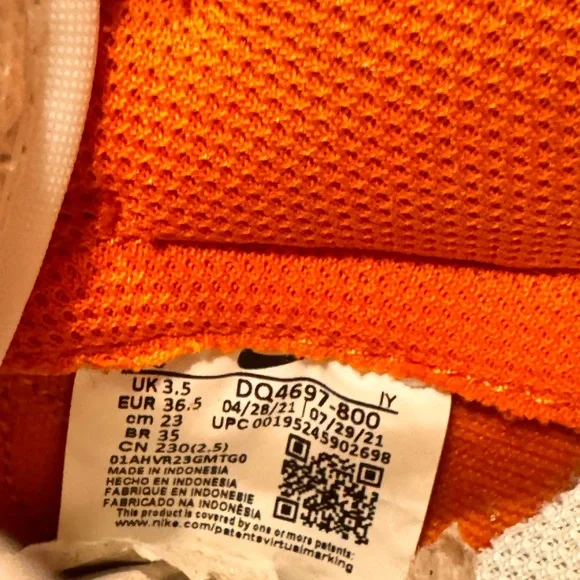 UK 3.5
EUR 36.5
cm 23
BR 35
CN 230(2.5)
01AHVR23GMTG0
MADE IN INDONESIA
HECHO EN INDONESIA
FABRIQUE EN INDONESIE
FABRICADO NA INDONÉSIA
DQ4697-800 IY
04/28/21 07/29/21
UPC 00195245902698
This product is covered by one or more patents:
www.nike.com/patentsvirtualmarking